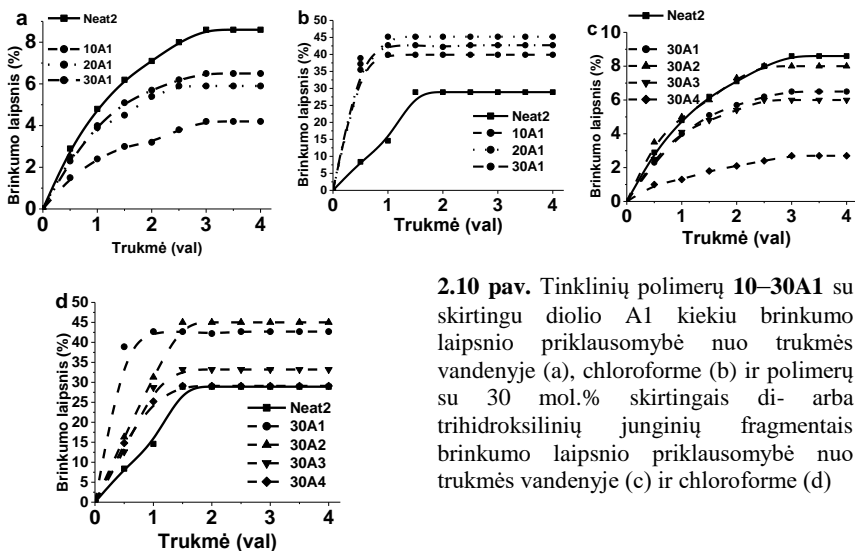 a
Brinkumo laipsnis (%)
8
6
4
2
0
Neat2
10A1
20A1
30A1
0 1 2 3 4
Trukmė (val)
b
Brinkumo laipsnis (%)
50
45
40
35
30
25
20
15
10
5
0
Neat2
10A1
20A1
30A1
0 1 2 3 4
Trukmė (val)
c
Brinkumo laipsnis (%)
10
8
6
4
2
0
30A1
30A2
30A3
30A4
Neat2
0 1 2 3 4
Trukmė (val)
d
Brinkumo laipsnis (%)
50
45
40
35
30
25
20
15
10
5
0
Neat2
30A1
30A2
30A3
30A4
0 1 2 3 4
Trukmė (val)
2.10 pav. Tinklinių polimerų 10–30A1 su
skirtingu diolio A1 kiekiu brinkumo
laipsnio priklausomybė nuo trukmės
vandenyje (a), chloroforme (b) ir polimerų
su 30 mol.% skirtingais di- arba
trihidroksilinių junginių fragmentais
brinkumo laipsnio priklausomybė nuo
trukmės vandenyje (c) ir chloroforme (d)